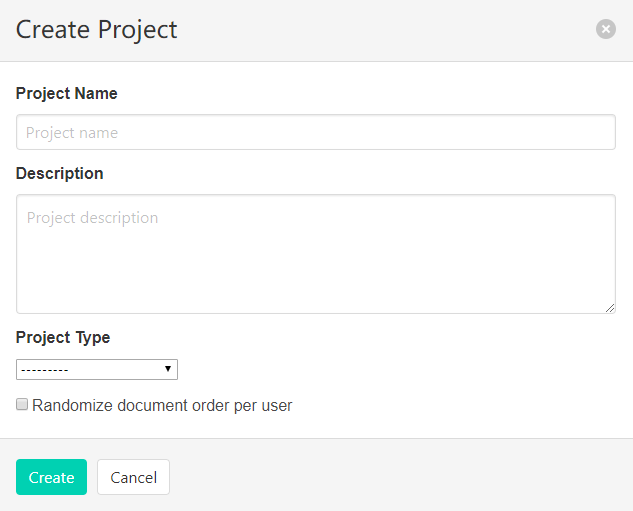 Create Project
Project Name
Project name
Description
Project description
Project Type
---------
Randomize document order per user
Create Cancel